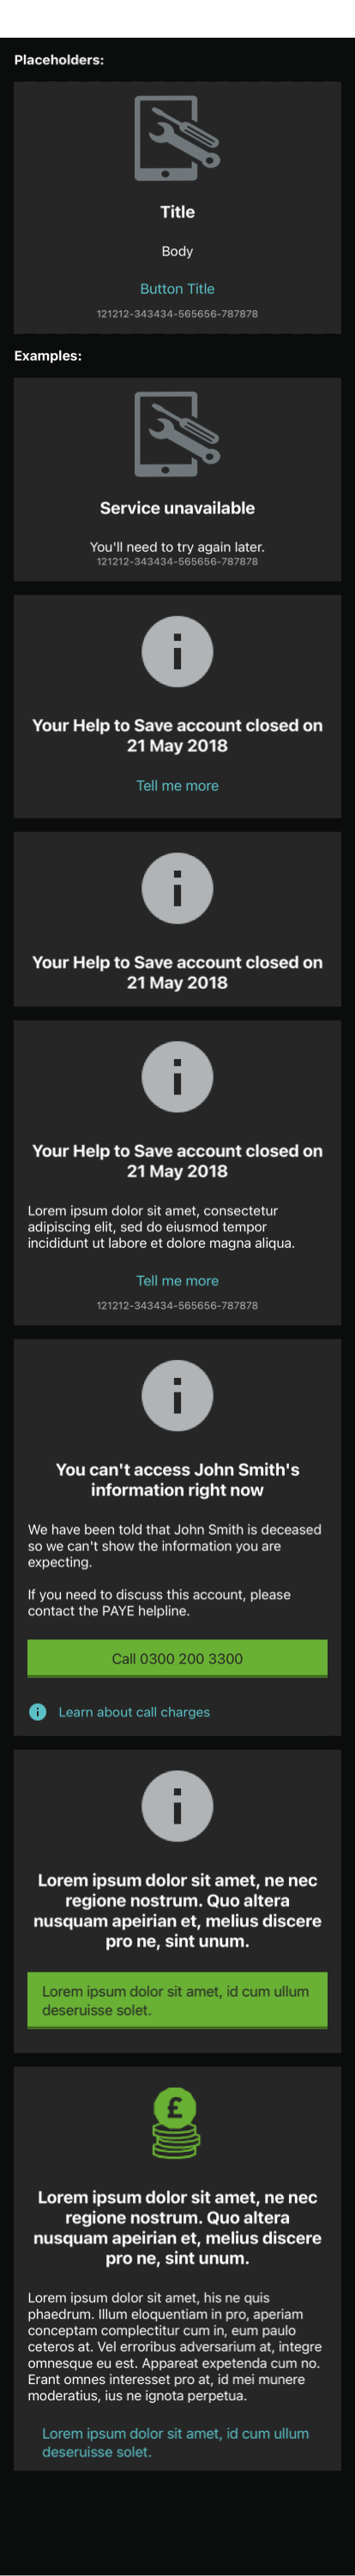 Placeholders:
Title
Body
Button Title
121212-343434-565656-787878
Examples:
Service unavailable
You'll need to try again later.
121212-343434-565656-787878
Your Help to Save account closed on
21 May 2018
Tell me more
Your Help to Save account closed on
21 May 2018
Your Help to Save account closed on
21 May 2018
Lorem ipsum dolor sit amet, consectetur
adipiscing elit, sed do eiusmod tempor
incididunt ut labore et dolore magna aliqua.
Tell me more
121212-343434-565656-787878
You can't access John Smith's
information right now
We have been told that John Smith is deceased
so we can't show the information you are
expecting.
If you need to discuss this account, please
contact the PAYE helpline.
Call 0300 200 3300
Learn about call charges
Lorem ipsum dolor sit amet, ne nec
regione nostrum. Quo altera
nusquam apeirian et, melius discere
pro ne, sint unum.
Lorem ipsum dolor sit amet, id cum ullum
deseruisse solet.
£
Lorem ipsum dolor sit amet, ne nec
regione nostrum. Quo altera
nusquam apeirian et, melius discere
pro ne, sint unum.
Lorem ipsum dolor sit amet, his ne quis
phaedrum. Illum eloquentiam in pro, aperiam
conceptam complectitur cum in, eum paulo
ceteros at. Vel erroribus adversarium at, integre
omnesque eu est. Appareat expetenda cum no.
Erant omnes interesset pro at, id mei munere
moderatius, ius ne ignota perpetua.
Lorem ipsum dolor sit amet, id cum ullum
deseruisse solet.